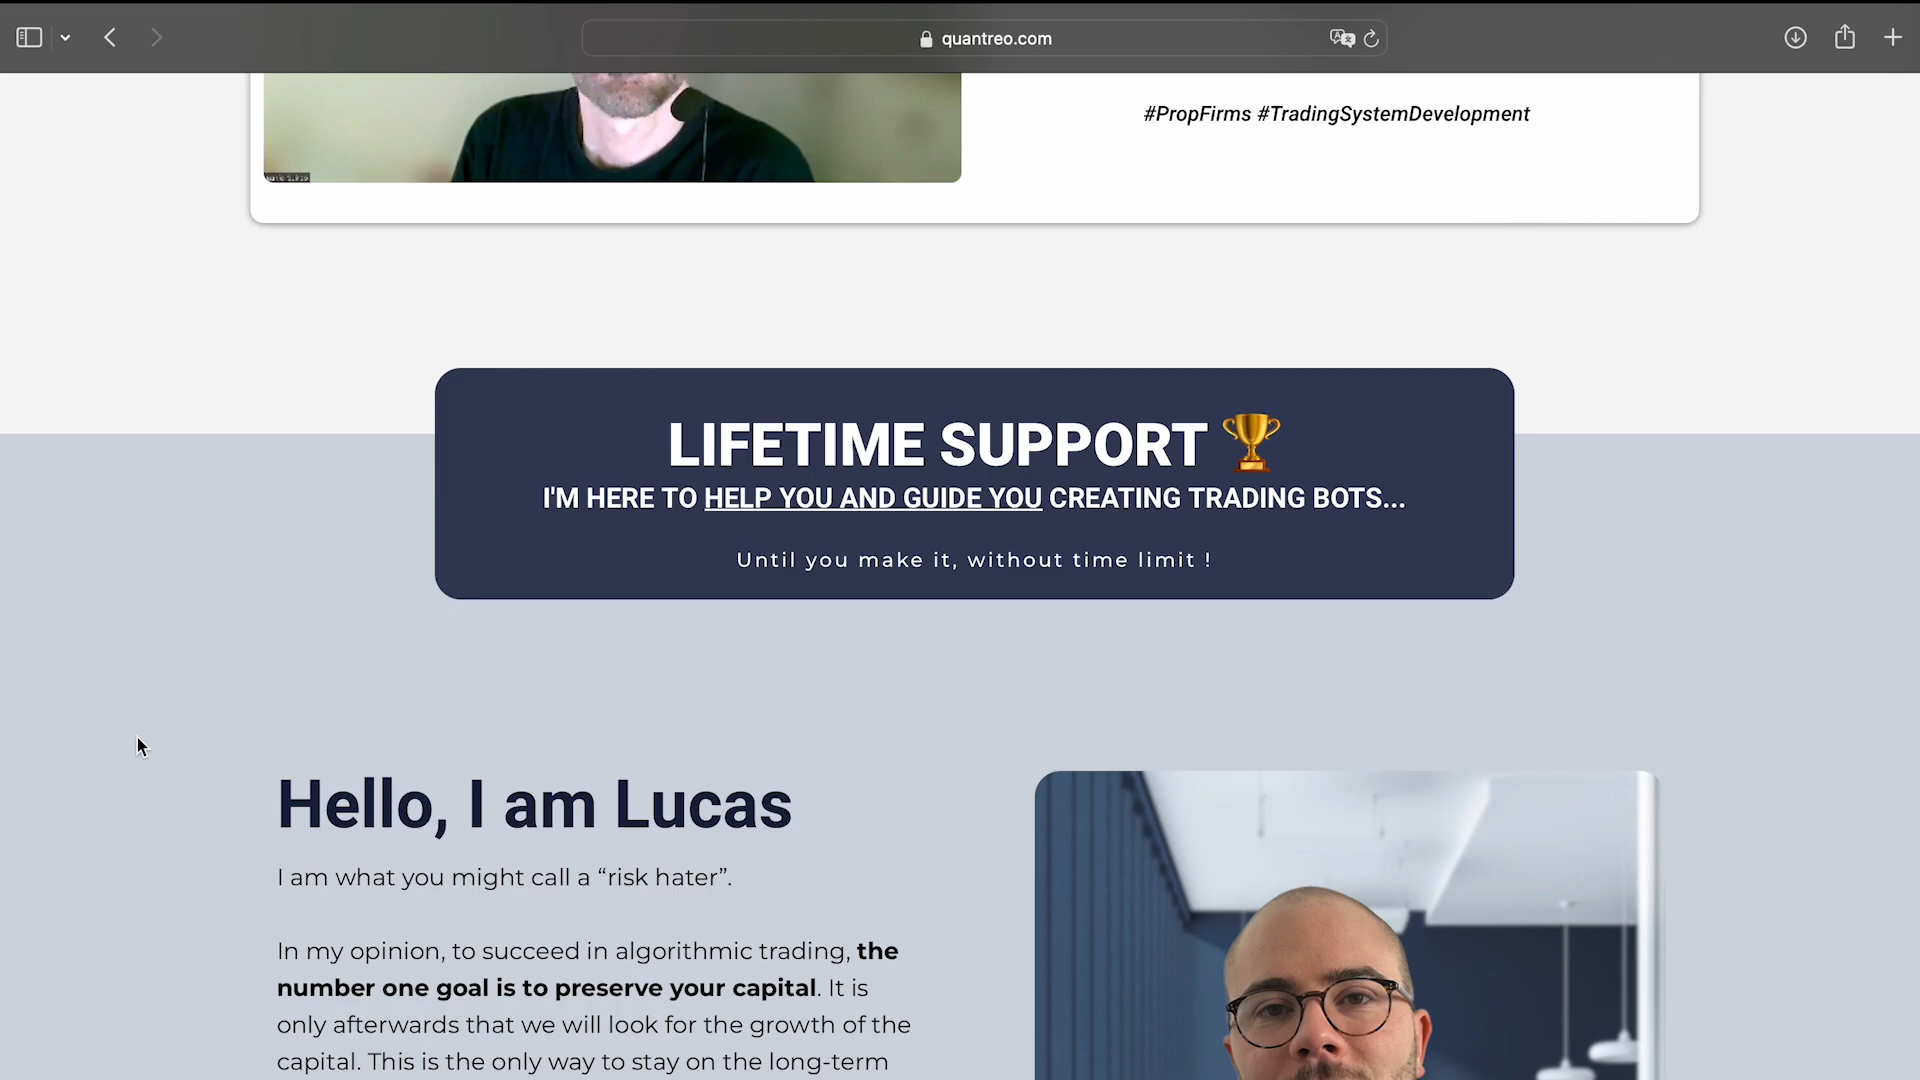 quantreo.com
#PropFirms #TradingSystemDevelopment
LIFETIME SUPPORT 🏆
I'M HERE TO HELP YOU AND GUIDE YOU CREATING TRADING BOTS...
Until you make it, without time limit !
Hello, I am Lucas
I am what you might call a “risk hater”.
In my opinion, to succeed in algorithmic trading, the
number one goal is to preserve your capital. It is
only afterwards that we will look for the growth of the
capital. This is the only way to stay on the long-term